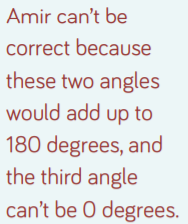 Amir can't be
correct because
these two angles
would add up to
180 degrees, and
the third angle
can't be 0 degrees.